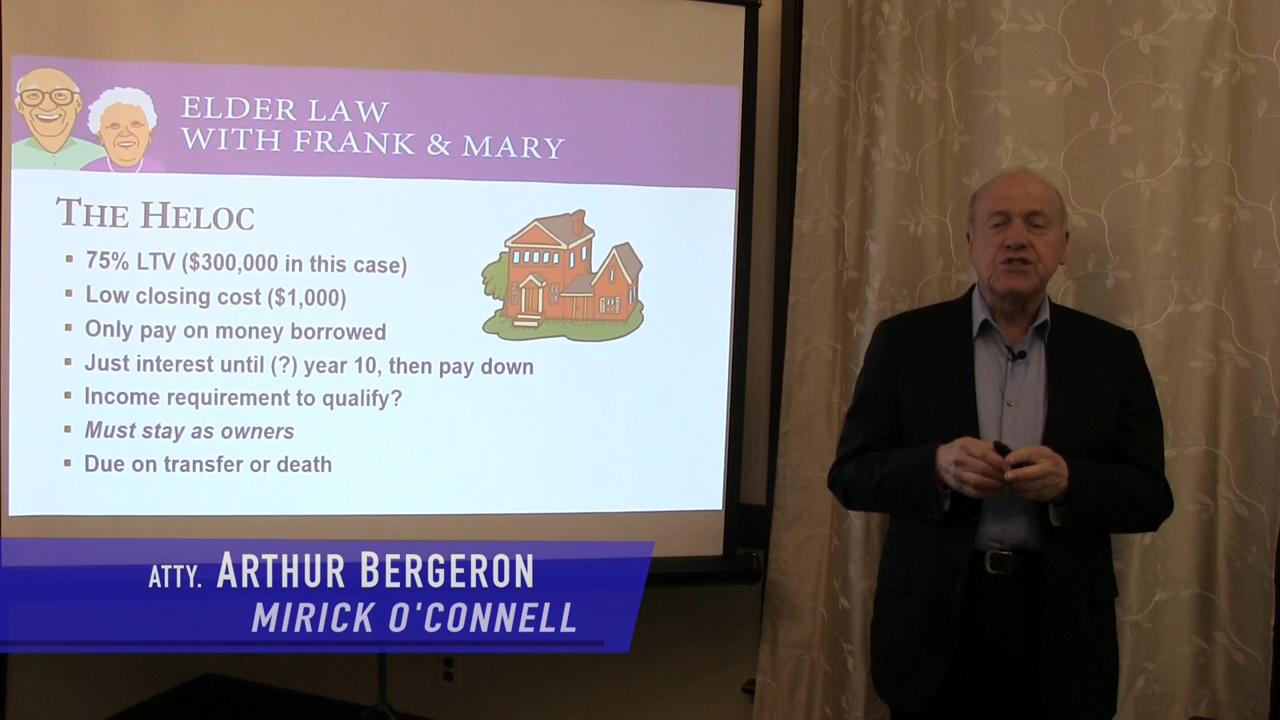 ELDER LAW
WITH FRANK & MARY
THE HELOC
75% LTV ($300,000 in this case)
Low closing cost ($1,000)
Only pay on money borrowed
Just interest until (?) year 10, then pay down
Income requirement to qualify?
Must stay as owners
Due on transfer or death
ATTY. ARTHUR BERGERON
MIRICK O'CONNELL